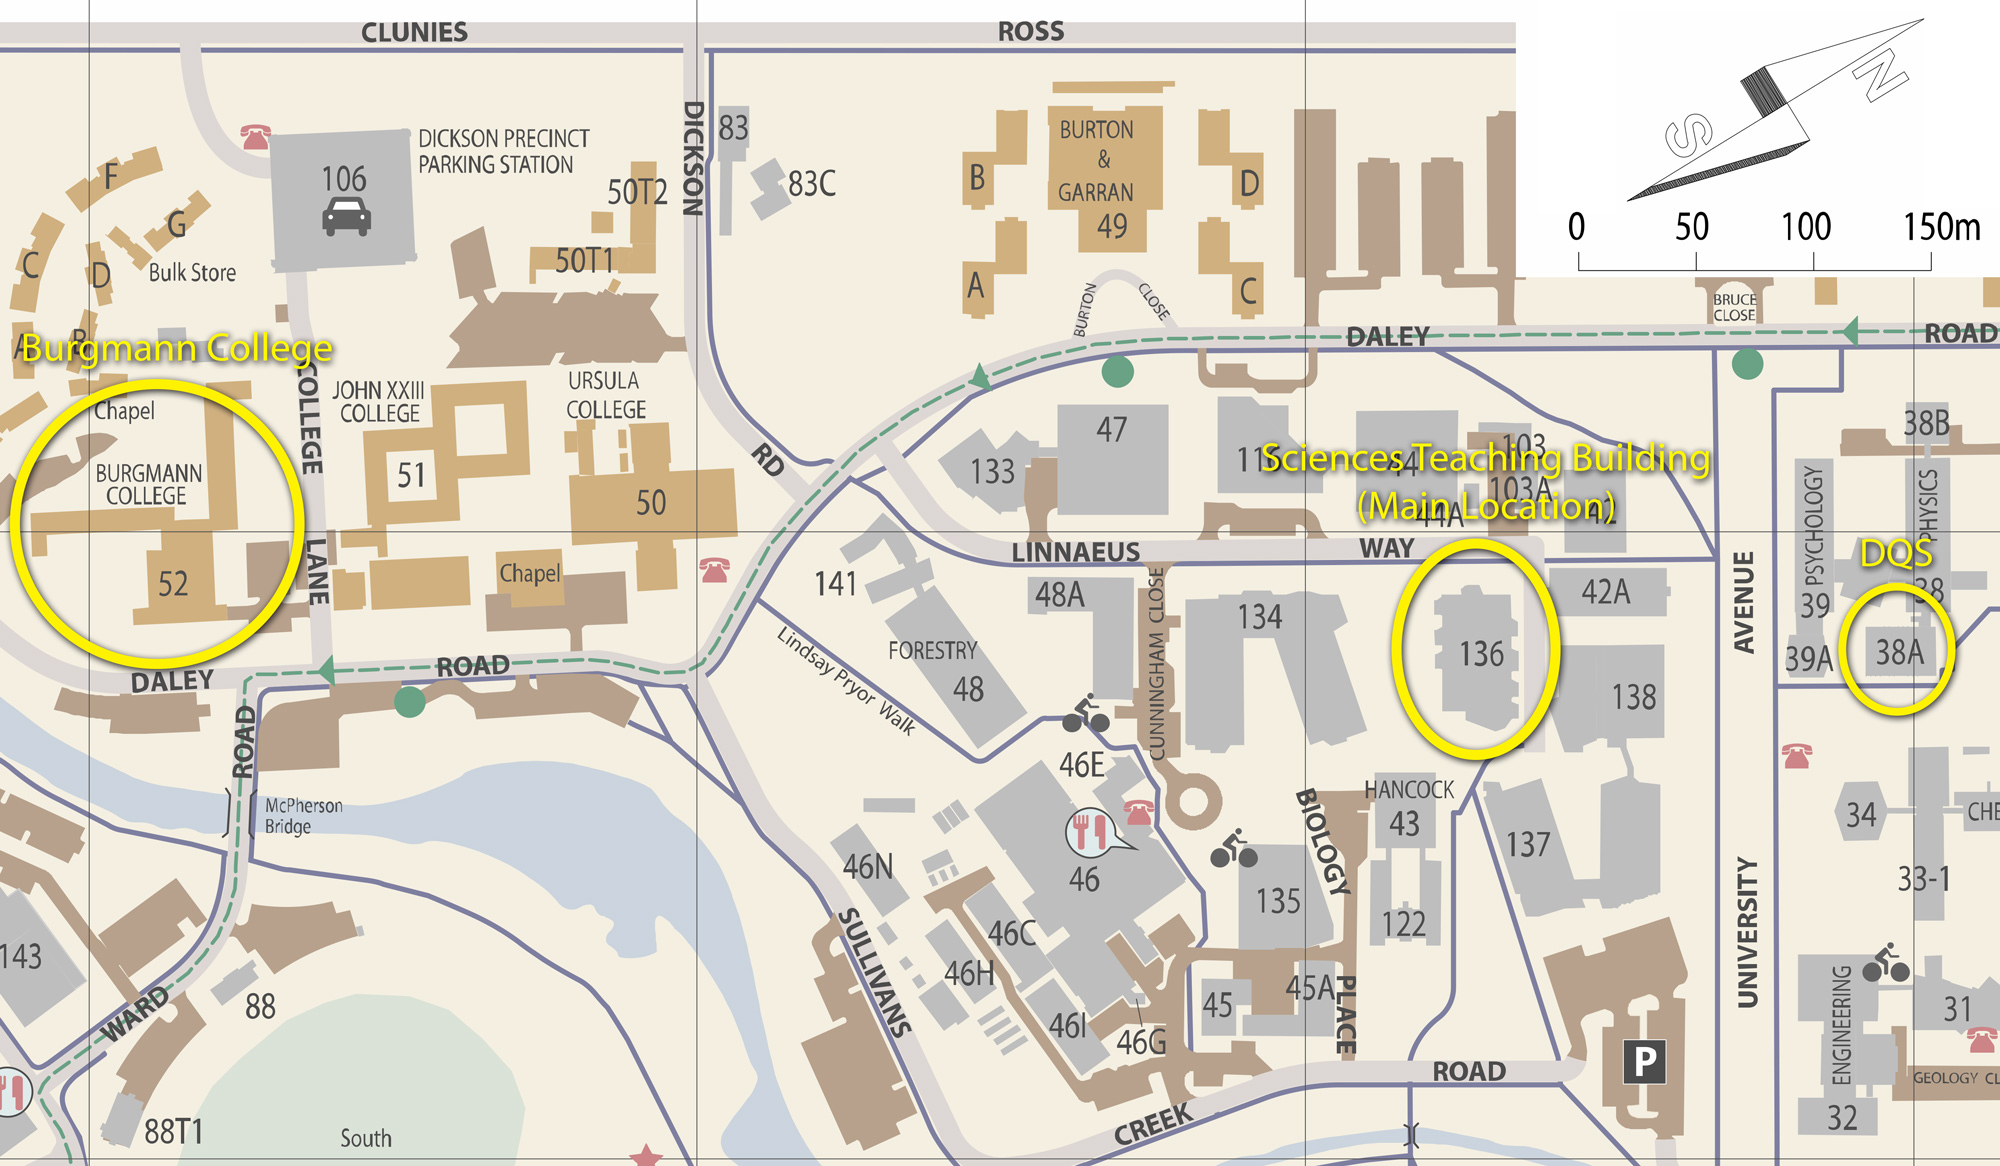 CLUNIES
ROSS
N
S
0
50
100
150m
DICKSON
RD
83
83C
DICKSON PRECINCT
PARKING STATION
106
50T2
50T1
F
G
C
D
Bulk Store
A
B
Burgmann College
Chapel
BURGMANN
COLLEGE
52
COLLEGE
LANE
JOHN XXIII
COLLEGE
51
URSULA
COLLEGE
50
Chapel
BURTON
&
GARRAN
49
B
A
D
C
BURTON
CLOSE
DALEY
ROAD
BRUCE
CLOSE
133
47
44
103
103A
44A
42
Sciences Teaching Building
(Main Location)
LINNAEUS
WAY
141
48A
FORESTRY
48
Lindsay Pryor Walk
CUNNINGHAM CLOSE
134
136
42A
138
UNIVERSITY
AVENUE
38B
PSYCHOLOGY
39
39A
PHYSICS
38
DQS
38A
DALEY
ROAD
ROAD
WARD
McPherson
Bridge
143
88
88T1
South
46E
46
46N
46C
46H
46I
46G
SULLIVANS
CREEK
ROAD
BIOLOGY
PLACE
135
45
45A
HANCOCK
43
122
137
P
34
CHE
33-1
ENGINEERING
32
31
GEOLOGY CL